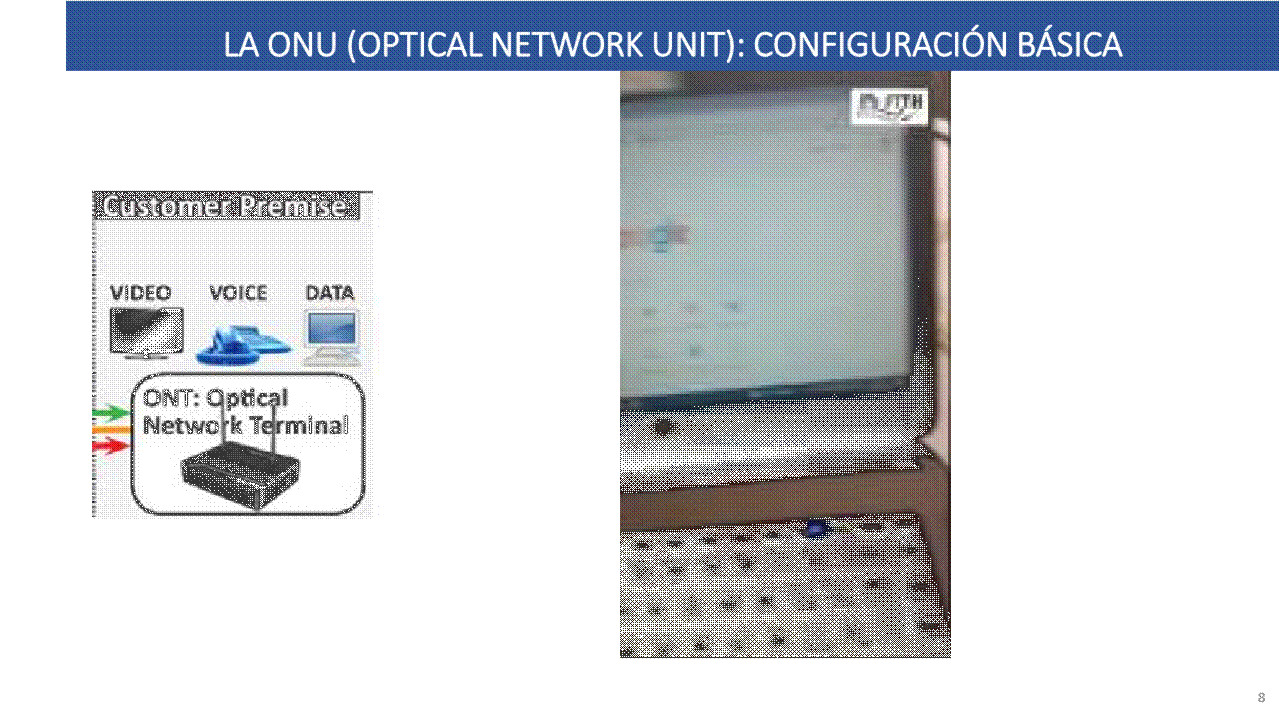 LA ONU (OPTICAL NETWORK UNIT): CONFIGURACIÓN BÁSICA
Customer Premise
VIDEO VOICE DATA
ONT: Optical
Network Terminal
8